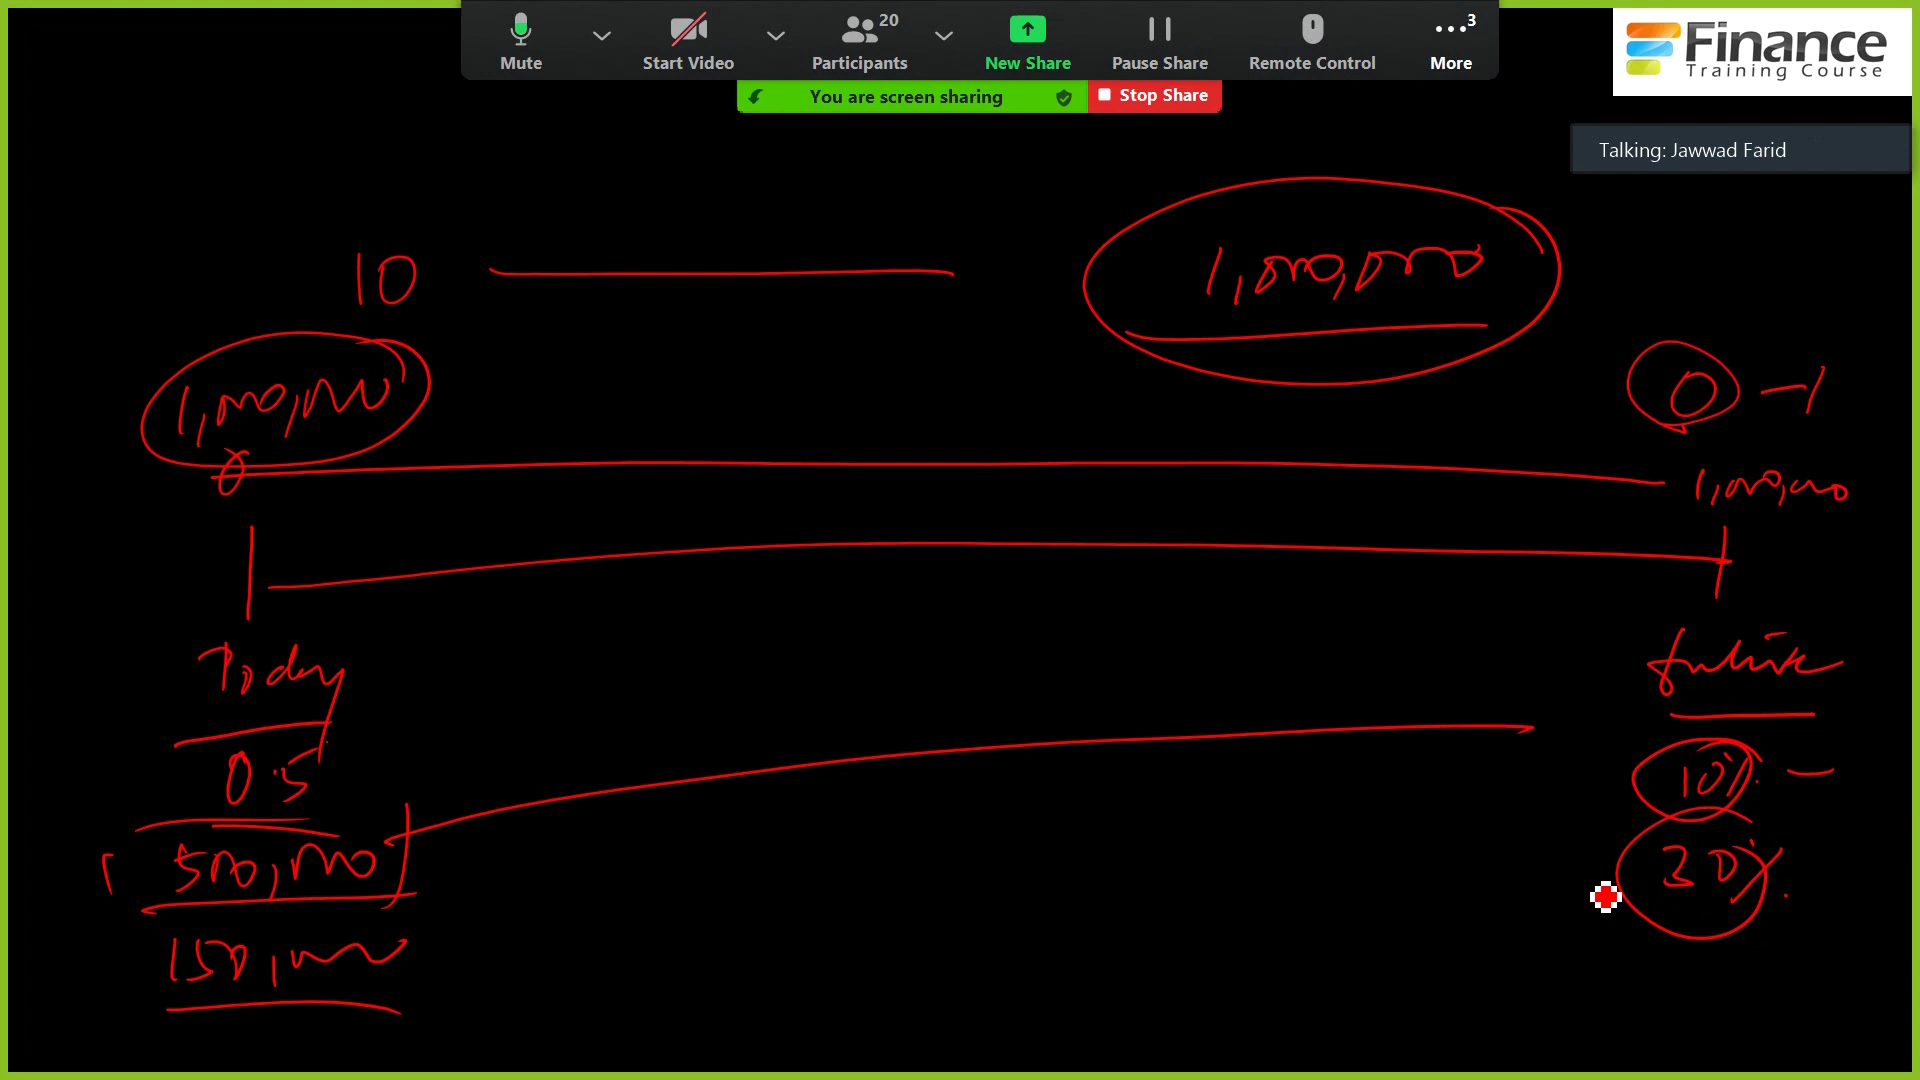 Mute
Start Video
Participants 20
New Share
Pause Share
Remote Control
More 3
You are screen sharing
Stop Share
Finance
Training Course
Talking: Jawwad Farid
10
1,000,000
1,000,000
0 - 1
0
1,000,000
Today
future
0.5
10%
500,000
30%
150,000